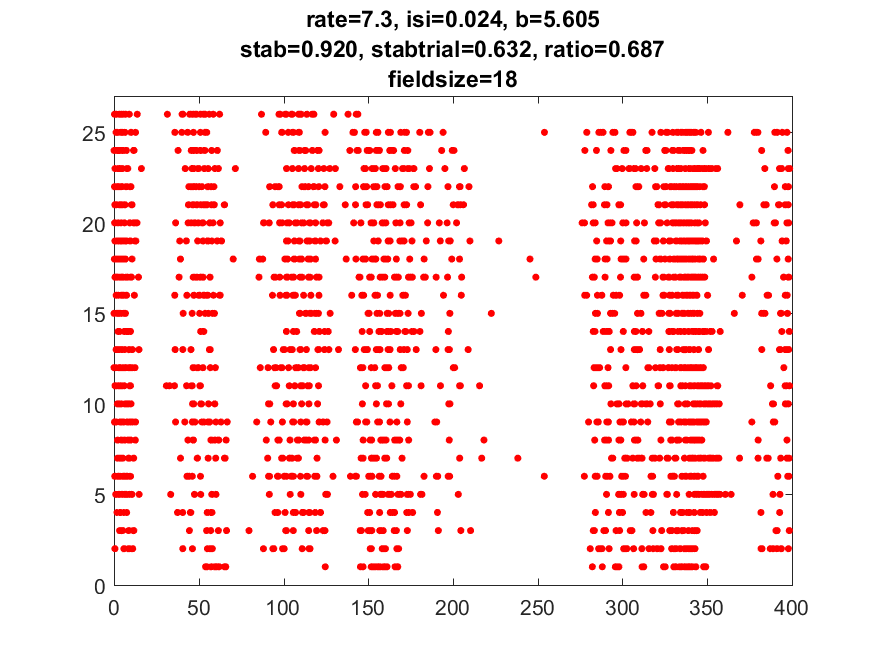 rate=7.3, isi=0.024, b=5.605
stab=0.920, stabtrial=0.632, ratio=0.687
fieldsize=18
25
20
15
10
5
0
0 50 100 150 200 250 300 350 400